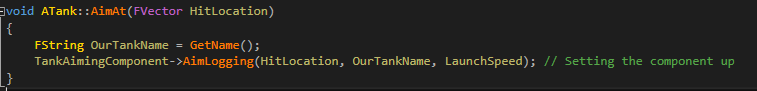 void ATank::AimAt(FVector HitLocation)
{
    FString OurTankName = GetName();
    TankAimingComponent->AimLogging(HitLocation, OurTankName, LaunchSpeed); // Setting the component up
}